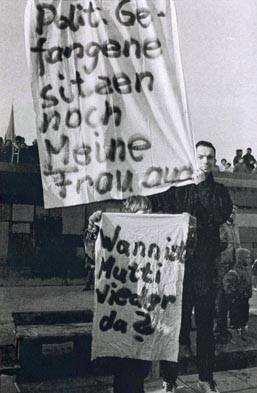 Polit. Ge-
fangene
sitzen
noch
Meine
Frau auch
Wann ist
Mutti
wieder
da?